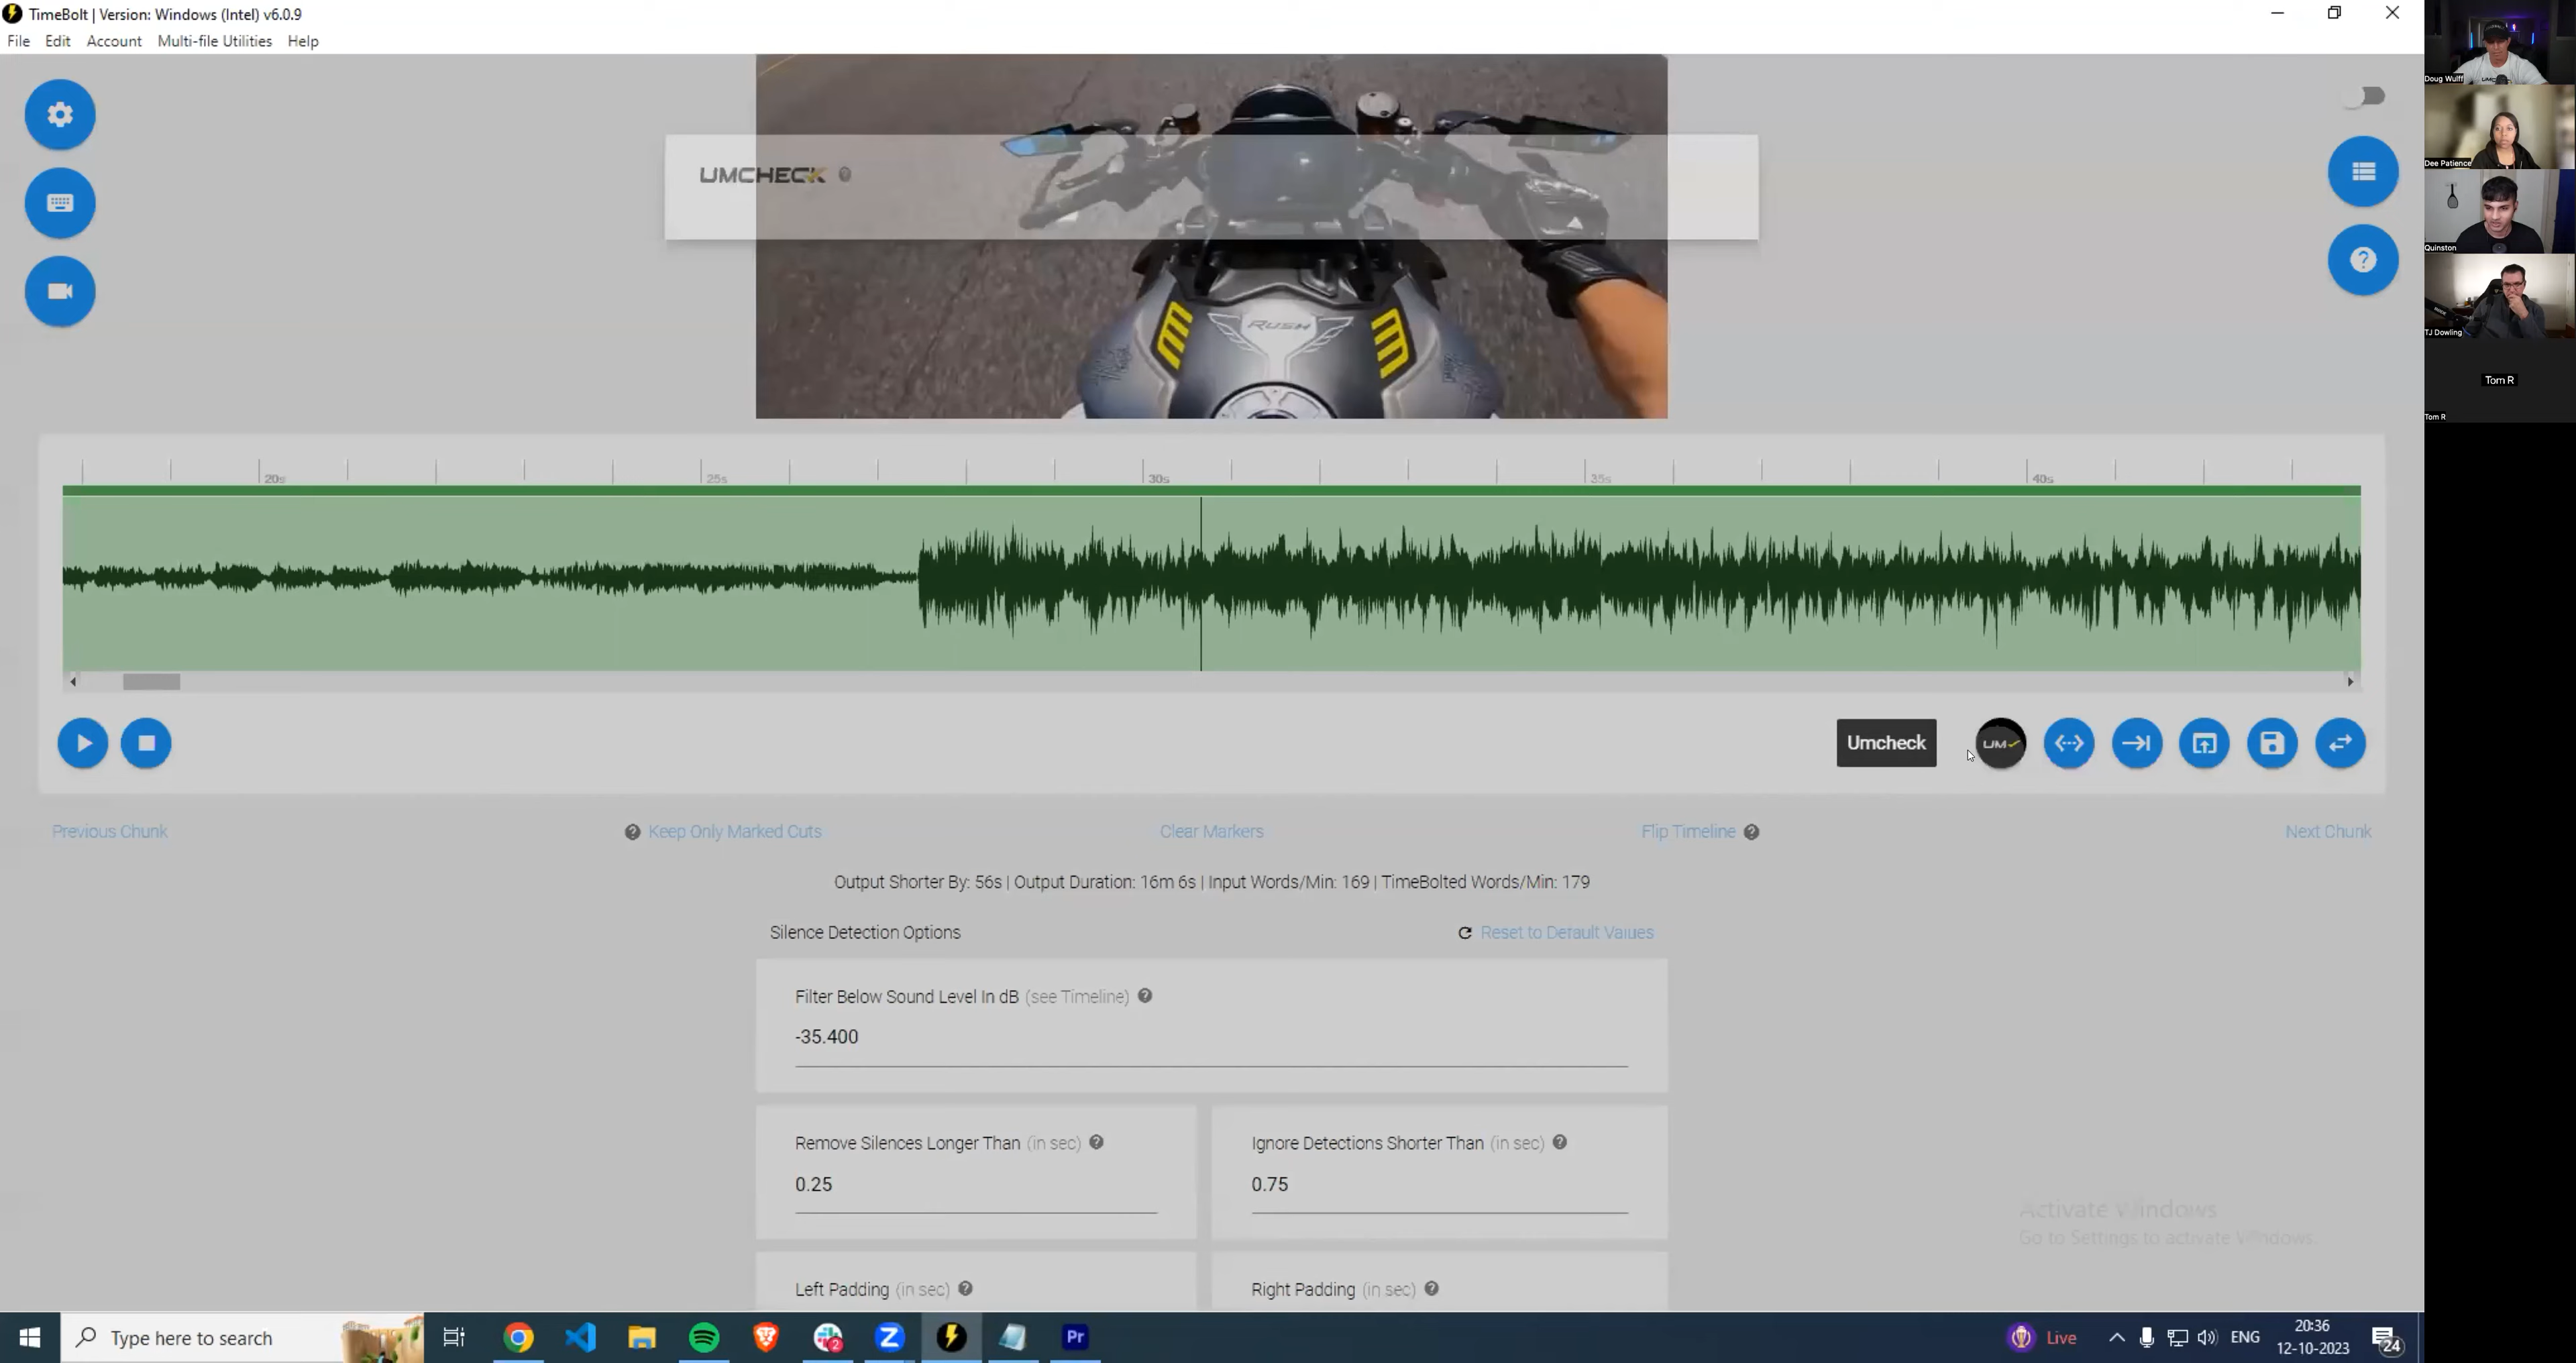 TimeBolt | Version: Windows (Intel) v6.0.9
File Edit Account Multi-file Utilities Help
UMCHECK
RUSH
20s 25s 30s 35s 40s
Umcheck
UM
Previous Chunk Keep Only Marked Cuts Clear Markers Flip Timeline Next Chunk
Output Shorter By: 56s | Output Duration: 16m 6s | Input Words/Min: 169 | TimeBolted Words/Min: 179
Silence Detection Options Reset to Default Values
Filter Below Sound Level In dB (see Timeline)
-35.400
Remove Silences Longer Than (in sec) Ignore Detections Shorter Than (in sec)
0.25 0.75
Left Padding (in sec) Right Padding (in sec)
Activate Windows
Go to Settings to activate Windows.
Type here to search
2
Z
Pr
Live
ENG
20:36
12-10-2023
24
Doug Wulff
Dee Patience
Quinston
TJ Dowling
Tom R
Tom R